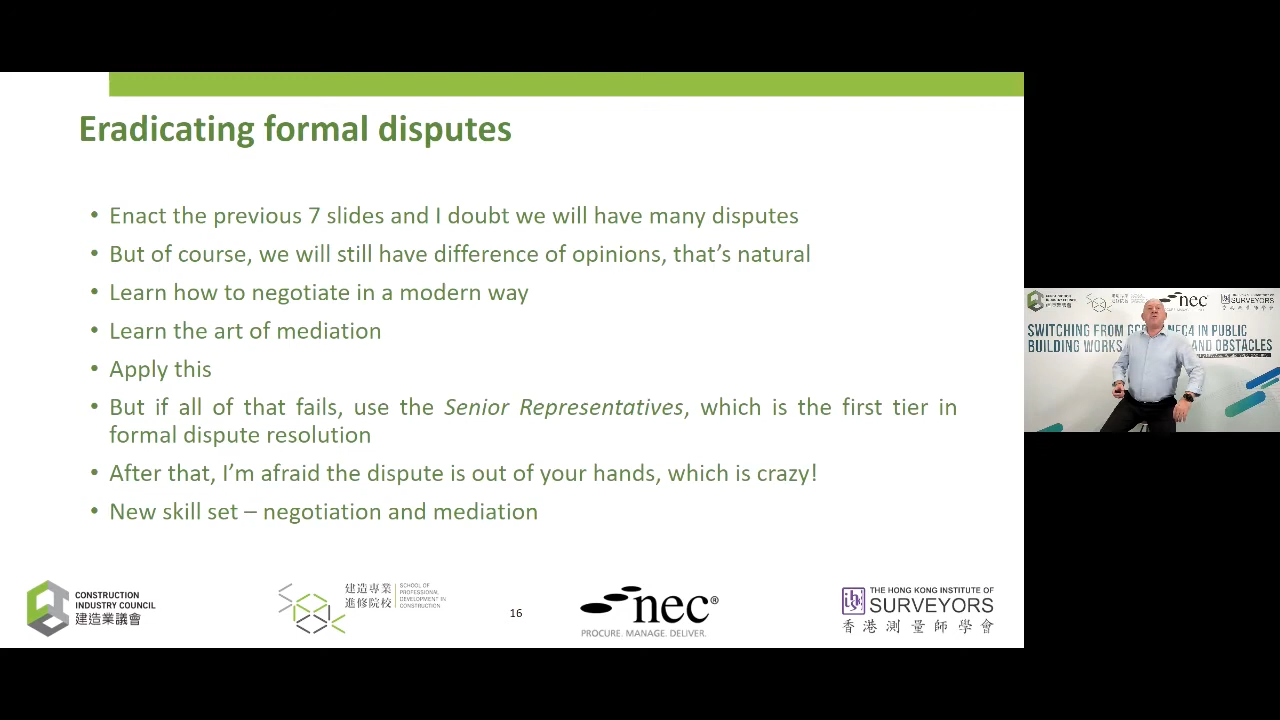 Eradicating formal disputes
• Enact the previous 7 slides and I doubt we will have many disputes
• But of course, we will still have difference of opinions, that's natural
• Learn how to negotiate in a modern way
• Learn the art of mediation
• Apply this
• But if all of that fails, use the Senior Representatives, which is the first tier in
formal dispute resolution
• After that, I'm afraid the dispute is out of your hands, which is crazy!
• New skill set – negotiation and mediation
CONSTRUCTION
INDUSTRY COUNCIL
建造業議會
建造專業
進修院校
SCHOOL OF
PROFESSIONAL
DEVELOPMENT IN
CONSTRUCTION
16
nec®
PROCURE. MANAGE. DELIVER.
THE HONG KONG INSTITUTE OF
SURVEYORS
香港測量師學會
nec
SURVEYORS
SWITCHING FROM NEC4 IN PUBLIC
BUILDING WORKS AND OBSTACLES